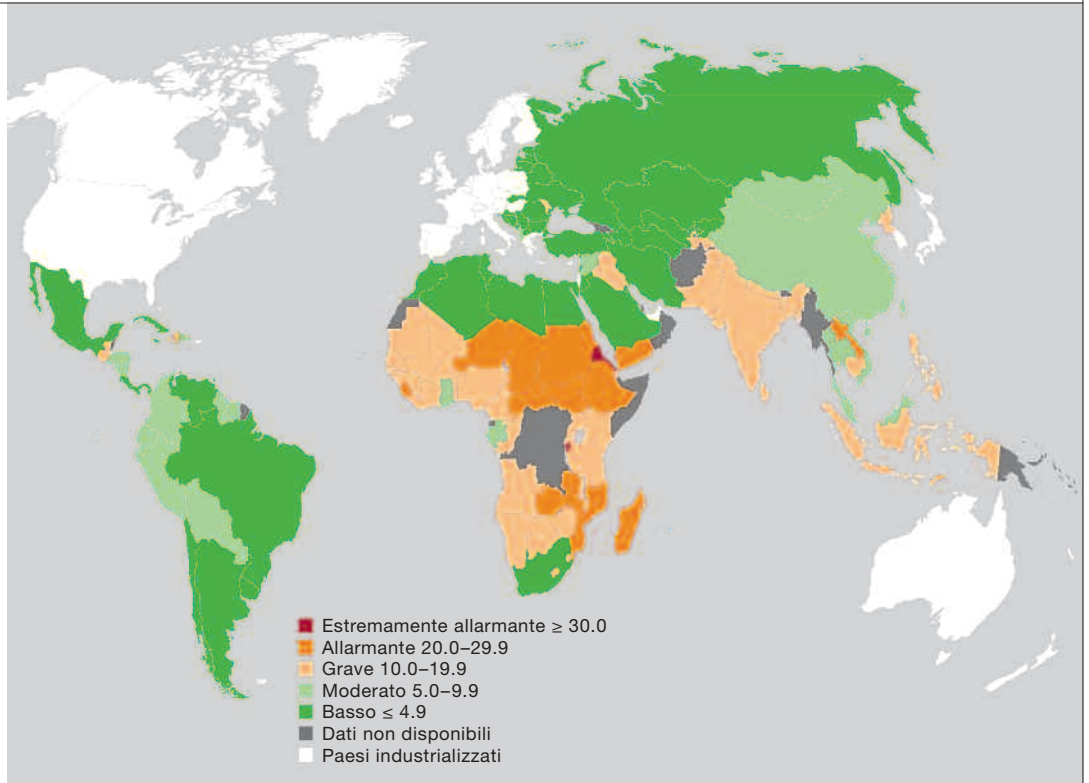 Estremamente allarmante ≥ 30.0
Allarmante 20.0–29.9
Grave 10.0–19.9
Moderato 5.0–9.9
Basso ≤ 4.9
Dati non disponibili
Paesi industrializzati